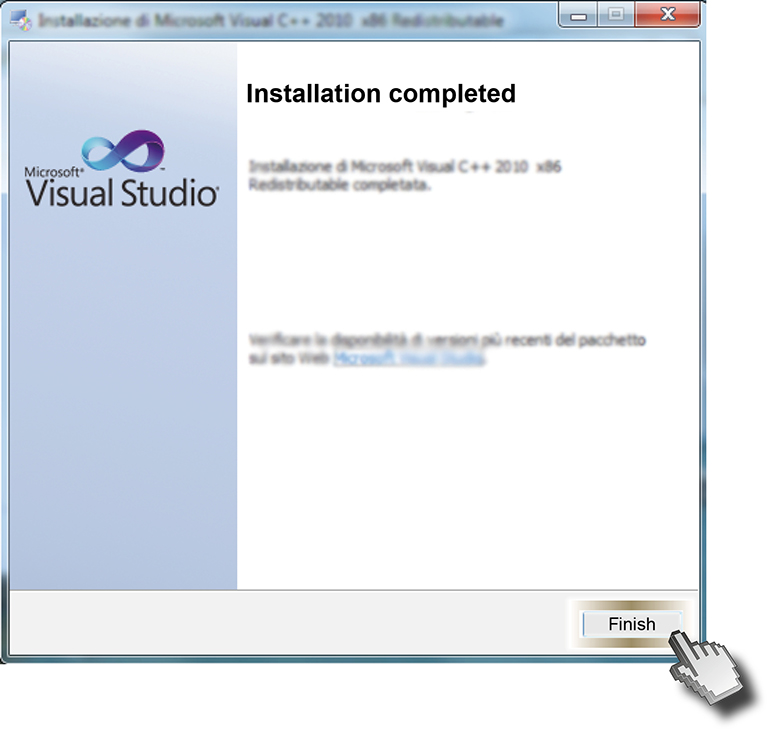 Installazione di Microsoft Visual C++ 2010 x86 Redistributable
Installation completed
Microsoft®
Visual Studio®
Installazione di Microsoft Visual C++ 2010 x86
Redistributable completata.
Verificare la disponibilità di versioni più recenti del pacchetto
sul sito Web Microsoft Visual Studio.
Finish